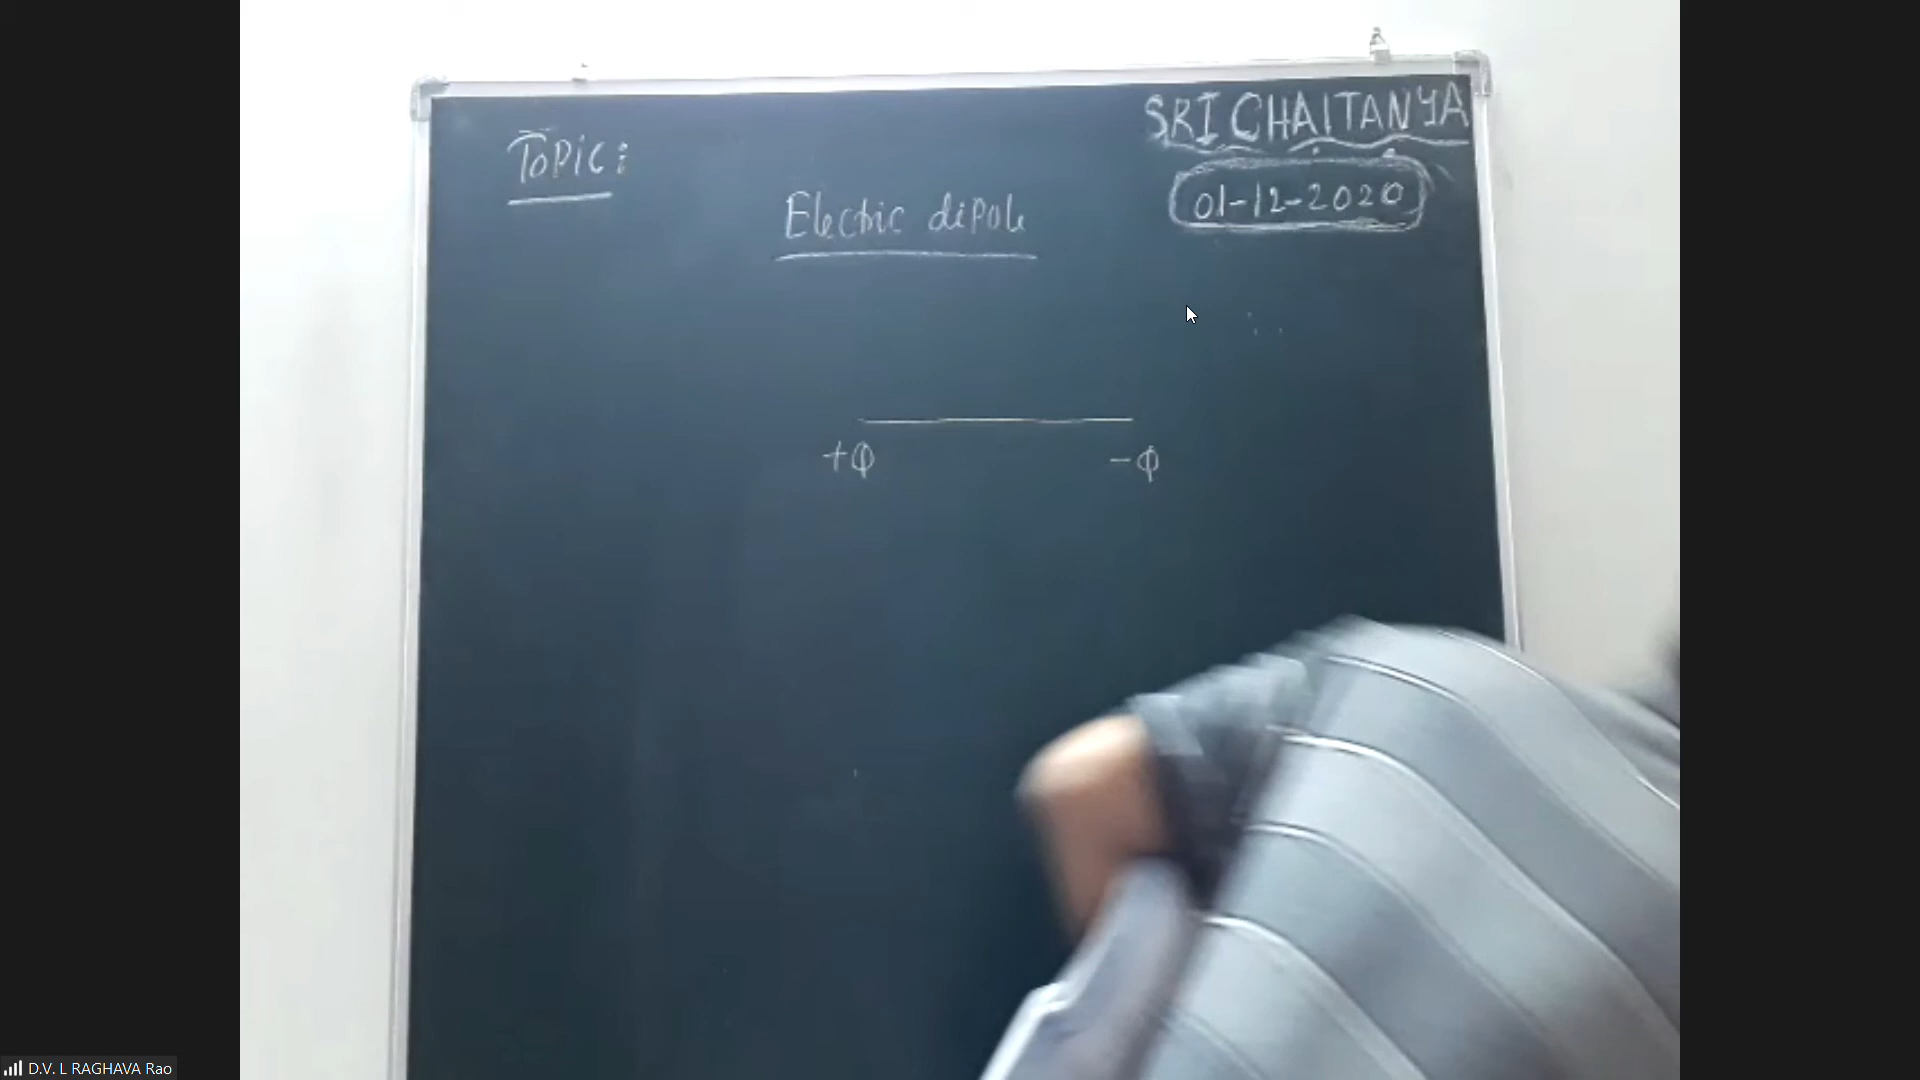 SRI CHAITANYA
Topic:
01-12-2020
Electric dipole
+Q -Q
D.V. L RAGHAVA Rao